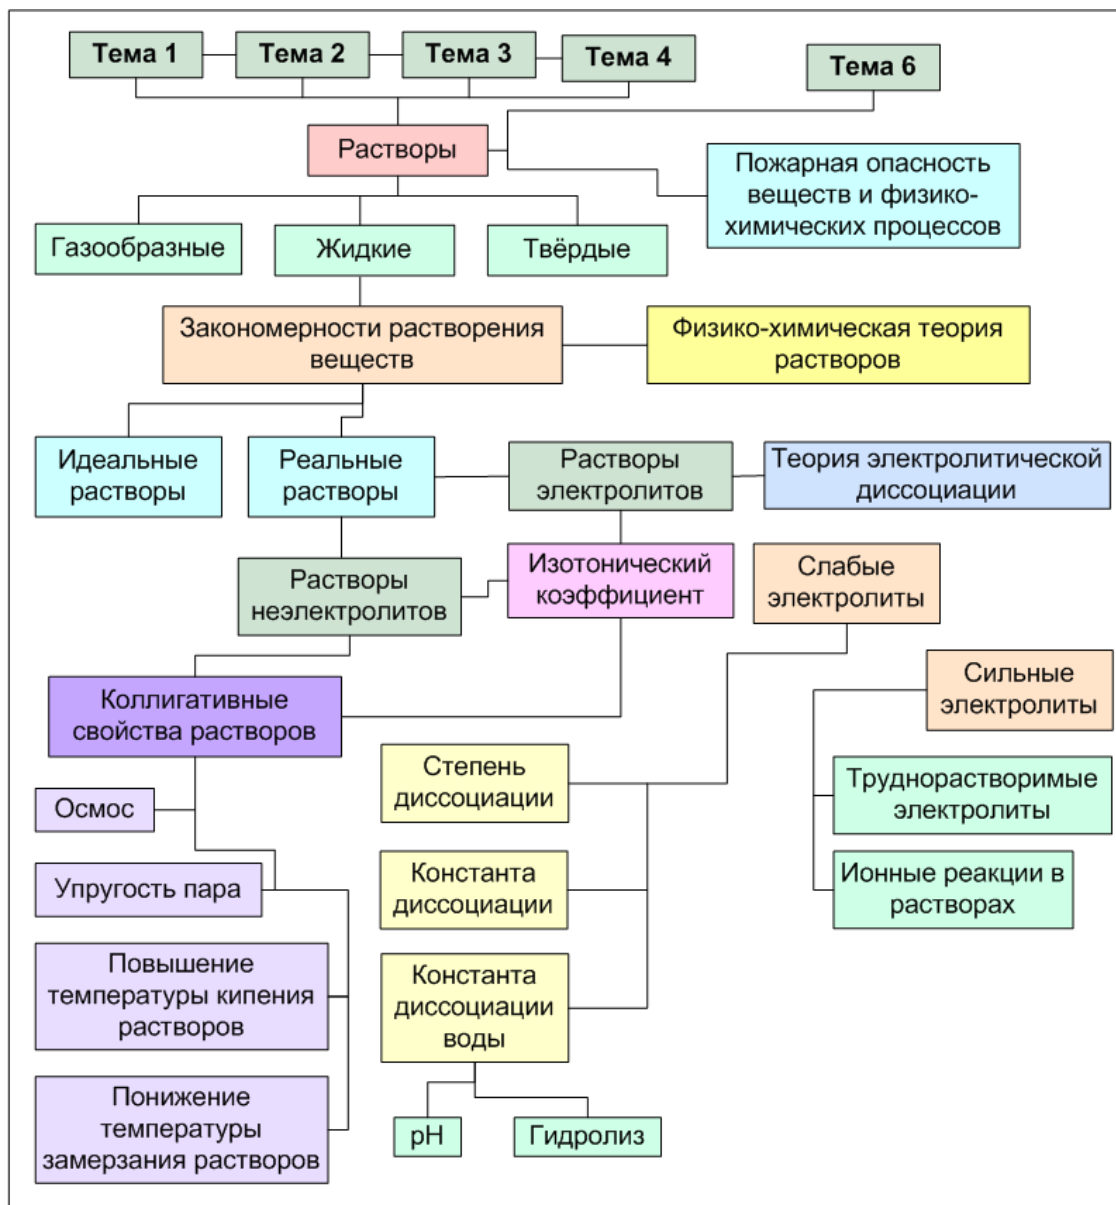 Тема 1
Тема 2
Тема 3
Тема 4
Тема 6
Растворы
Пожарная опасность
веществ и физико-
химических процессов
Газообразные
Жидкие
Твёрдые
Закономерности растворения
веществ
Физико-химическая теория
растворов
Идеальные
растворы
Реальные
растворы
Растворы
электролитов
Теория электролитической
диссоциации
Растворы
неэлектролитов
Изотонический
коэффициент
Слабые
электролиты
Сильные
электролиты
Коллигативные
свойства растворов
Степень
диссоциации
Труднорастворимые
электролиты
Осмос
Упругость пара
Константа
диссоциации
Ионные реакции в
растворах
Повышение
температуры кипения
растворов
Константа
диссоциации
воды
Понижение
температуры
замерзания растворов
pH
Гидролиз